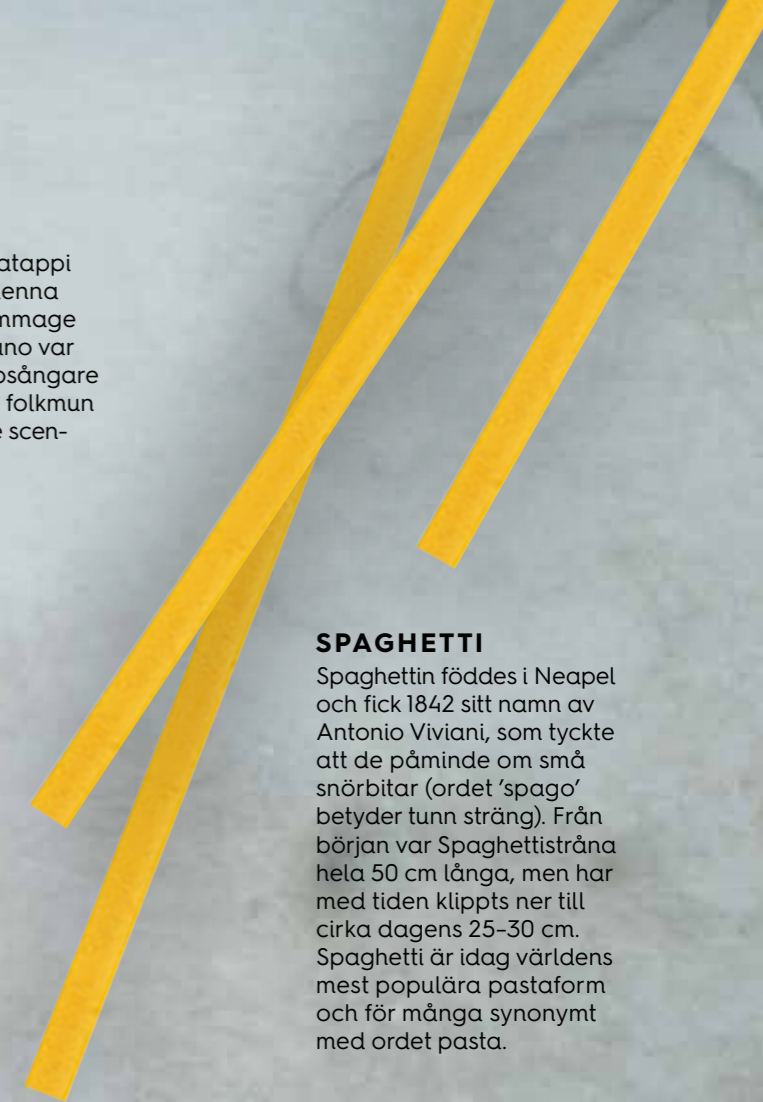 atappi
enna
mmage
no var
sångare
folkmun
scen-
SPAGHETTI
Spaghettin föddes i Neapel
och fick 1842 sitt namn av
Antonio Viviani, som tyckte
att de påminde om små
snörbitar (ordet ’spago’
betyder tunn sträng). Från
början var Spaghettistråna
hela 50 cm långa, men har
med tiden klippts ner till
cirka dagens 25–30 cm.
Spaghetti är idag världens
mest populära pastaform
och för många synonymt
med ordet pasta.